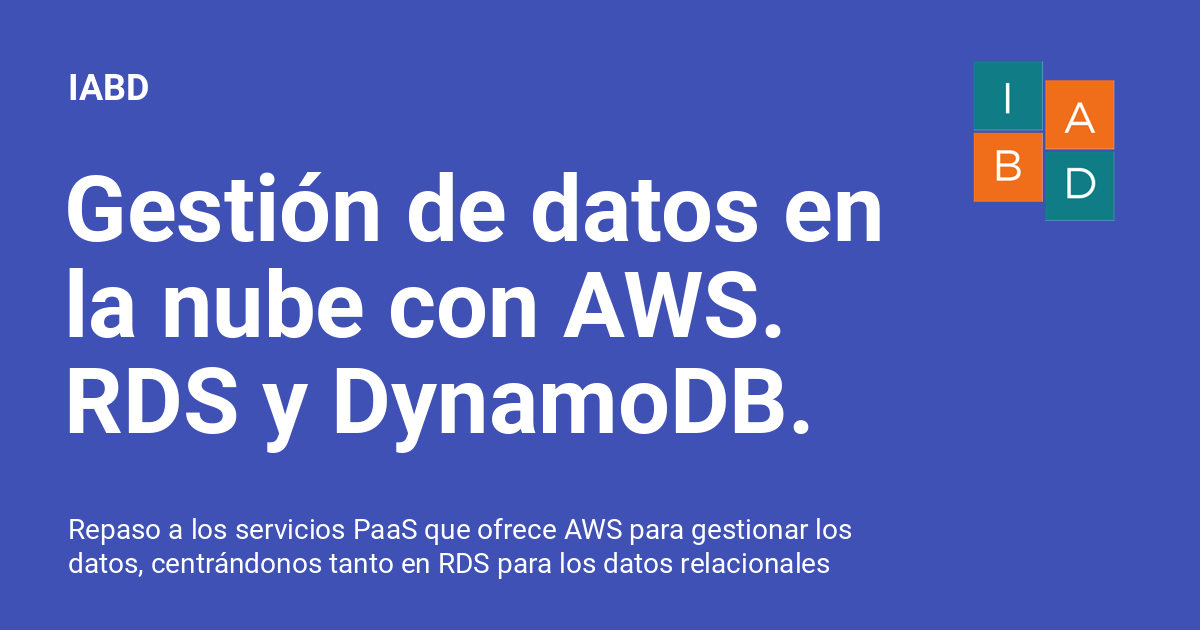 IABD
I
A
B
D
Gestión de datos en
la nube con AWS.
RDS y DynamoDB.
Repaso a los servicios PaaS que ofrece AWS para gestionar los
datos, centrándonos tanto en RDS para los datos relacionales